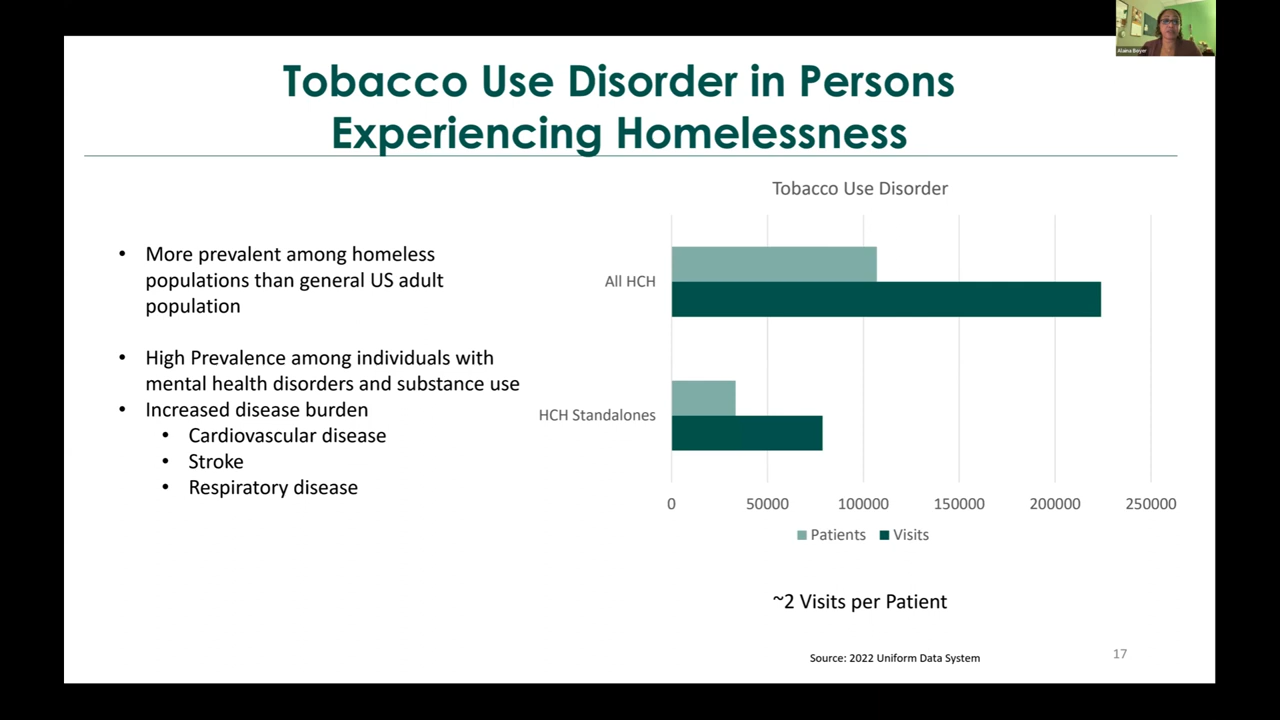 Alaina Boyer
Tobacco Use Disorder in Persons
Experiencing Homelessness
• More prevalent among homeless
populations than general US adult
population
• High Prevalence among individuals with
mental health disorders and substance use
• Increased disease burden
• Cardiovascular disease
• Stroke
• Respiratory disease
Tobacco Use Disorder
All HCH
HCH Standalones
0 50000 100000 150000 200000 250000
Patients Visits
~2 Visits per Patient
Source: 2022 Uniform Data System
17